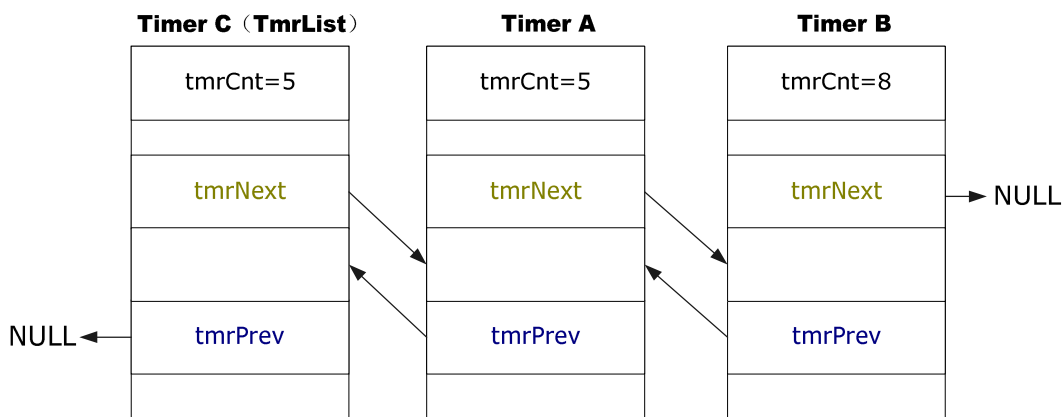 Timer C（TmrList）
Timer A
Timer B
tmrCnt=5
tmrCnt=5
tmrCnt=8
tmrNext
tmrNext
tmrNext
NULL
NULL
tmrPrev
tmrPrev
tmrPrev